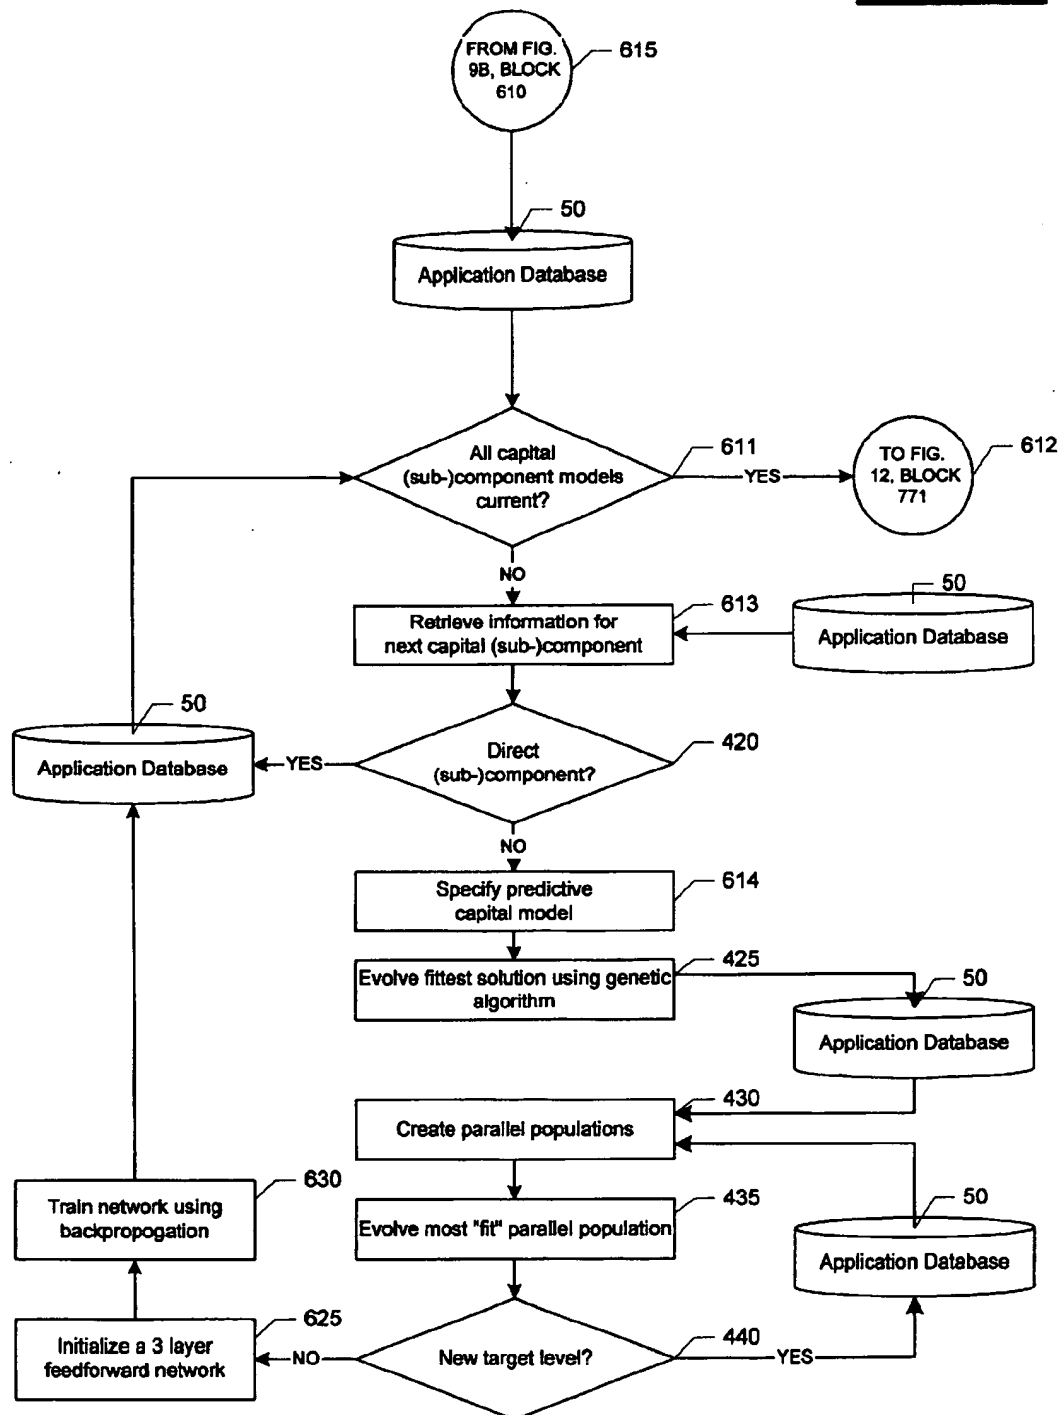 FROM FIG.
9B, BLOCK
610
615
50
Application Database
All capital
(sub-)component models
current?
611
YES
TO FIG.
12, BLOCK
771
612
NO
Retrieve information for
next capital (sub-)component
613
50
Application Database
50
Application Database
YES
Direct
(sub-)component?
420
NO
Specify predictive
capital model
614
Evolve fittest solution using genetic
algorithm
425
50
Application Database
Create parallel populations
430
Train network using
backpropogation
630
Evolve most "fit" parallel population
435
50
Application Database
Initialize a 3 layer
feedforward network
625
NO
New target level?
440
YES